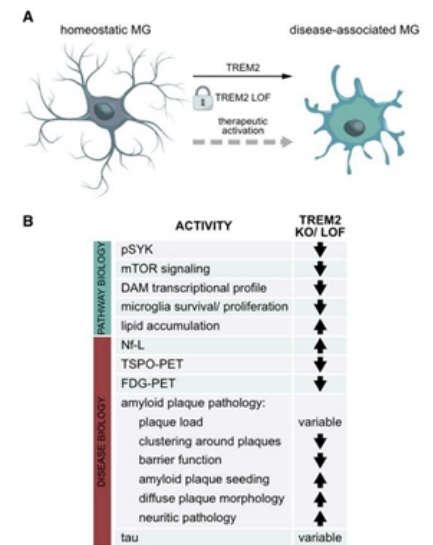 A
homeostatic MG
disease-associated MG
TREM2
TREM2 LOF
therapeutic
activation
B
ACTIVITY
TREM2
KO/ LOF
PATHWAY BIOLOGY
pSYK
mTOR signaling
DAM transcriptional profile
microglia survival/ proliferation
lipid accumulation
DISEASE BIOLOGY
Nf-L
TSPO-PET
FDG-PET
amyloid plaque pathology:
plaque load variable
clustering around plaques
barrier function
amyloid plaque seeding
diffuse plaque morphology
neuritic pathology
tau variable